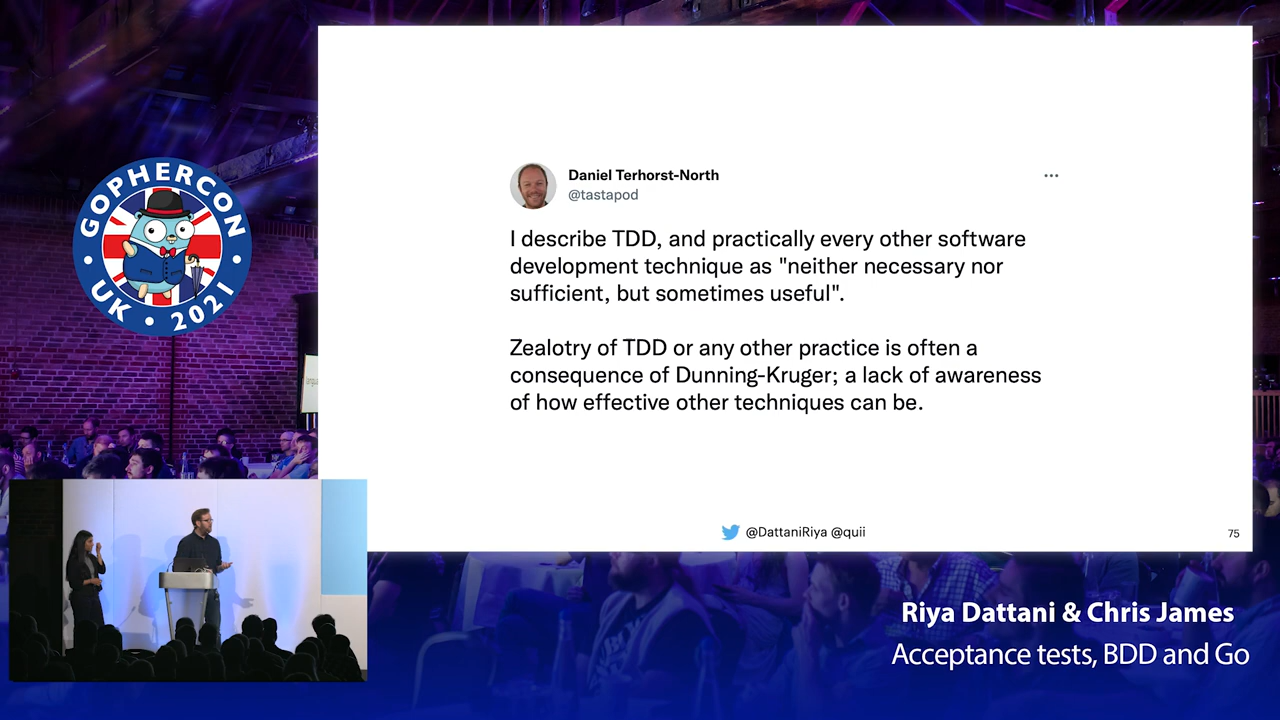 GOPHERCON
UK • 2021
Daniel Terhorst-North
@tastapod
I describe TDD, and practically every other software
development technique as "neither necessary nor
sufficient, but sometimes useful".
Zealotry of TDD or any other practice is often a
consequence of Dunning-Kruger; a lack of awareness
of how effective other techniques can be.
@DattaniRiya @quii
75
Riya Dattani & Chris James
Acceptance tests, BDD and Go